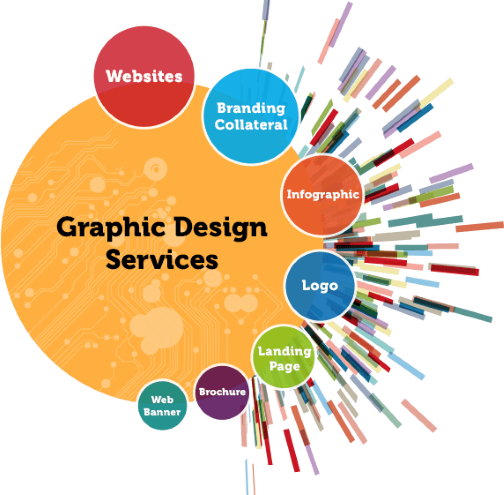 Websites
Branding
Collateral
Infographic
Graphic Design
Services
Logo
Landing
Page
Brochure
Web
Banner